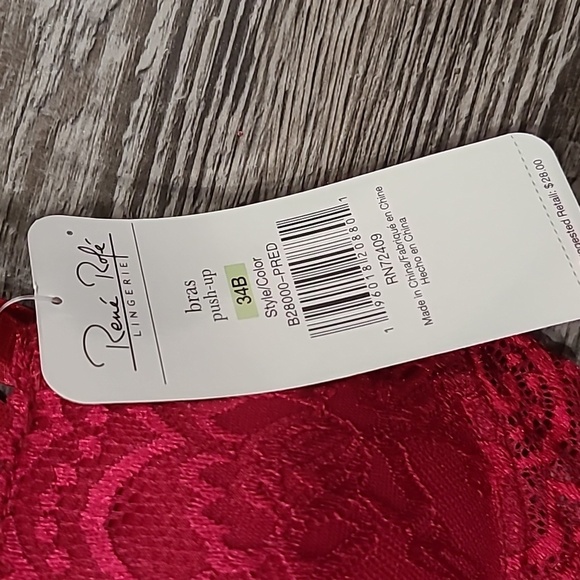 René Rofé®
LINGERIE
bras
push-up
34B
Style/Color
B28000-PRED
1 96018 12088 0 1
RN72409
Made in China/Fabriqué en Chine
Hecho en China
ested Retail: $28.00